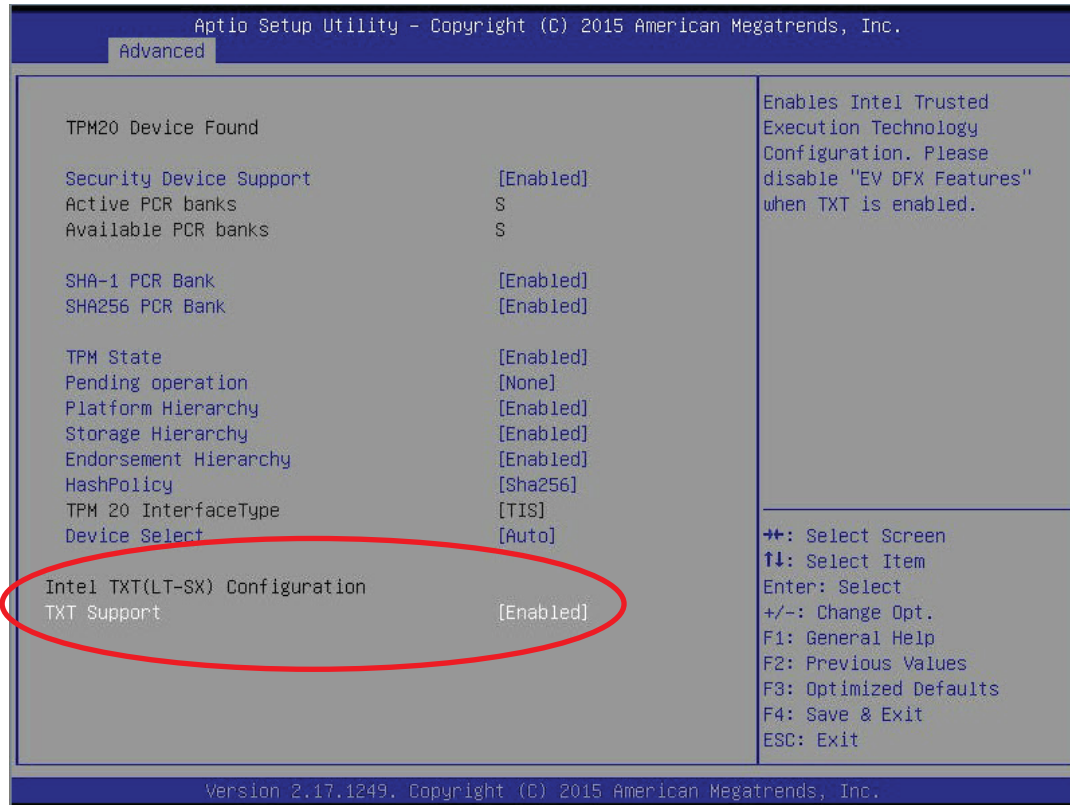 Aptio Setup Utility – Copyright (C) 2015 American Megatrends, Inc.
Advanced
TPM20 Device Found
Security Device Support [Enabled]
Active PCR banks S
Available PCR banks S
SHA-1 PCR Bank [Enabled]
SHA256 PCR Bank [Enabled]
TPM State [Enabled]
Pending operation [None]
Platform Hierarchy [Enabled]
Storage Hierarchy [Enabled]
Endorsement Hierarchy [Enabled]
HashPolicy [Sha256]
TPM 20 InterfaceType [TIS]
Device Select [Auto]
Intel TXT(LT-SX) Configuration
TXT Support [Enabled]
Enables Intel Trusted
Execution Technology
Configuration. Please
disable "EV DFX Features"
when TXT is enabled.
→←: Select Screen
↑↓: Select Item
Enter: Select
+/-: Change Opt.
F1: General Help
F2: Previous Values
F3: Optimized Defaults
F4: Save & Exit
ESC: Exit
Version 2.17.1249. Copyright (C) 2015 American Megatrends, Inc.